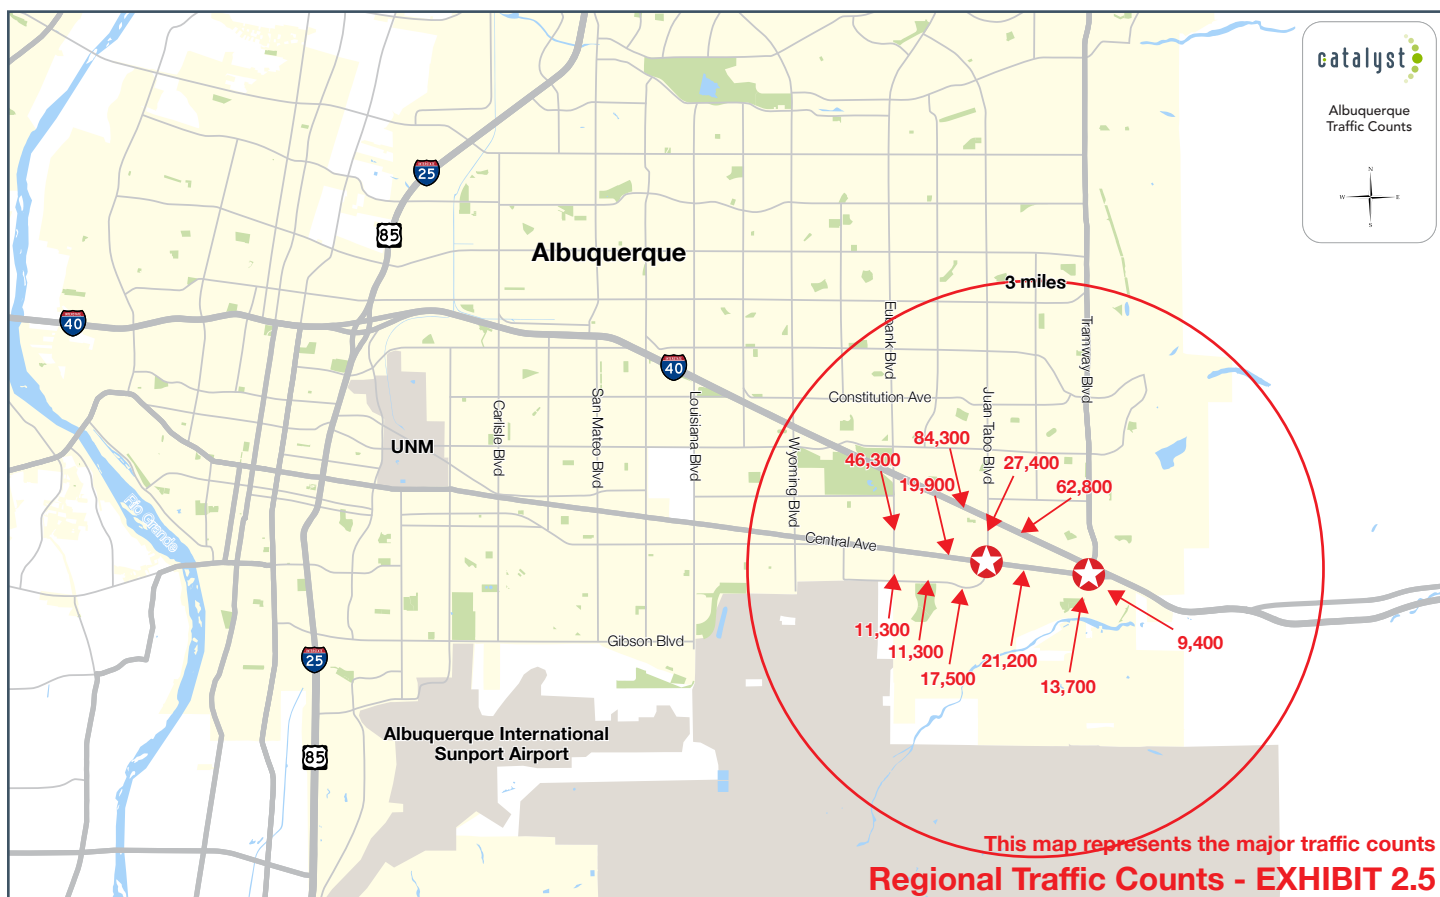 catalyst
Albuquerque
Traffic Counts
N
W E
S
INTERSTATE
25
85
Albuquerque
3 miles
INTERSTATE
40
Eubank Blvd
Tramway Blvd
INTERSTATE
40
Constitution Ave
Juan Tabo Blvd
Carlisle Blvd
San Mateo Blvd
Louisiana Blvd
Wyoming Blvd
UNM
84,300
46,300
27,400
19,900
62,800
Rio Grande
Central Ave
11,300
11,300
17,500
21,200
13,700
9,400
Gibson Blvd
INTERSTATE
25
85
Albuquerque International
Sunport Airport
This map represents the major traffic counts
Regional Traffic Counts - EXHIBIT 2.5